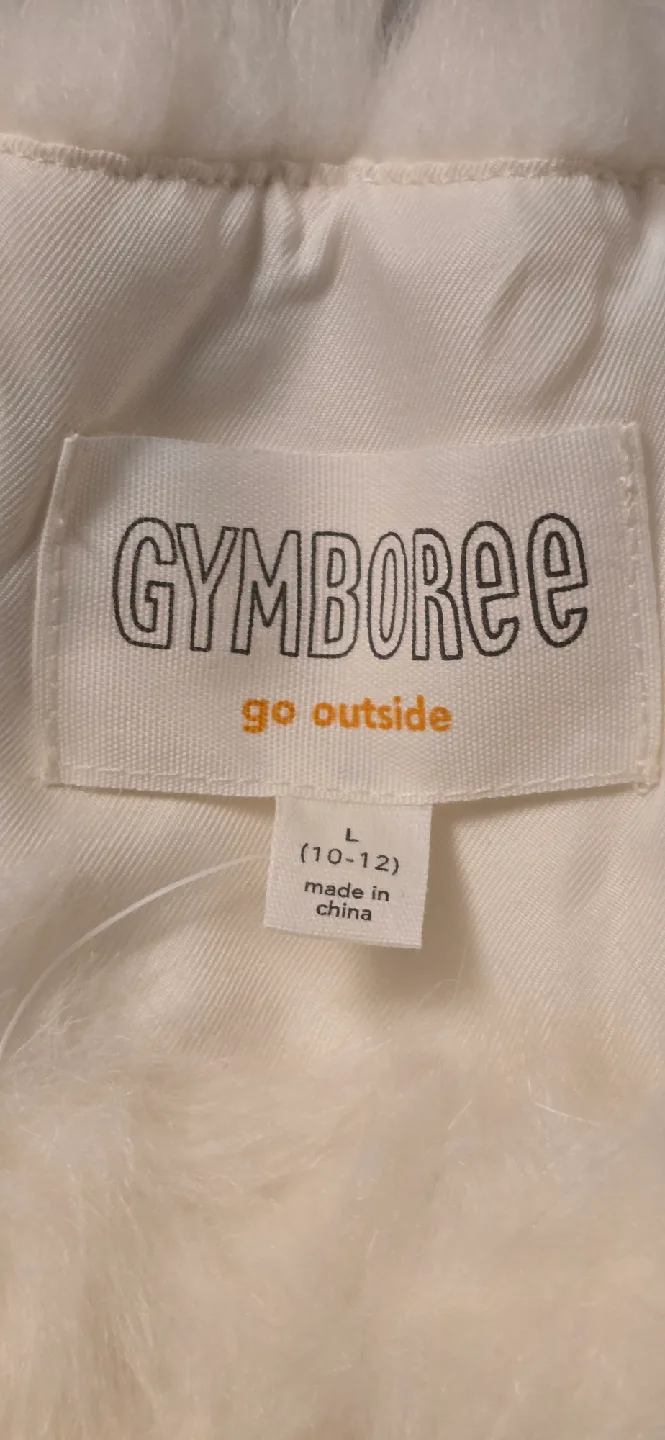 GYMBOREE
go outside
L
(10-12)
made in
china